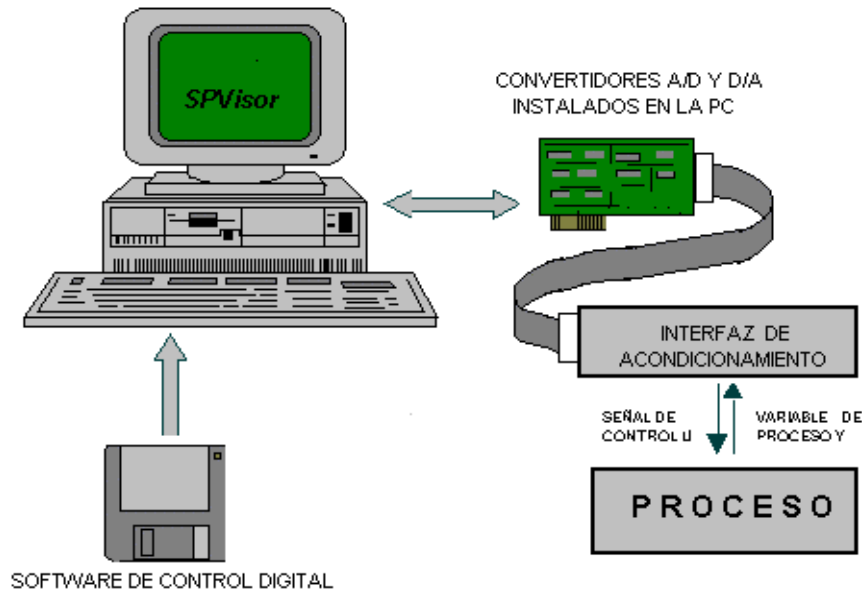 SPVisor
CONVERTIDORES A/D Y D/A
INSTALADOS EN LA PC
INTERFAZ DE
ACONDICIONAMIENTO
SEÑAL DE
CONTROL U
VARIABLE DE
PROCESO Y
PROCESO
SOFTWARE DE CONTROL DIGITAL